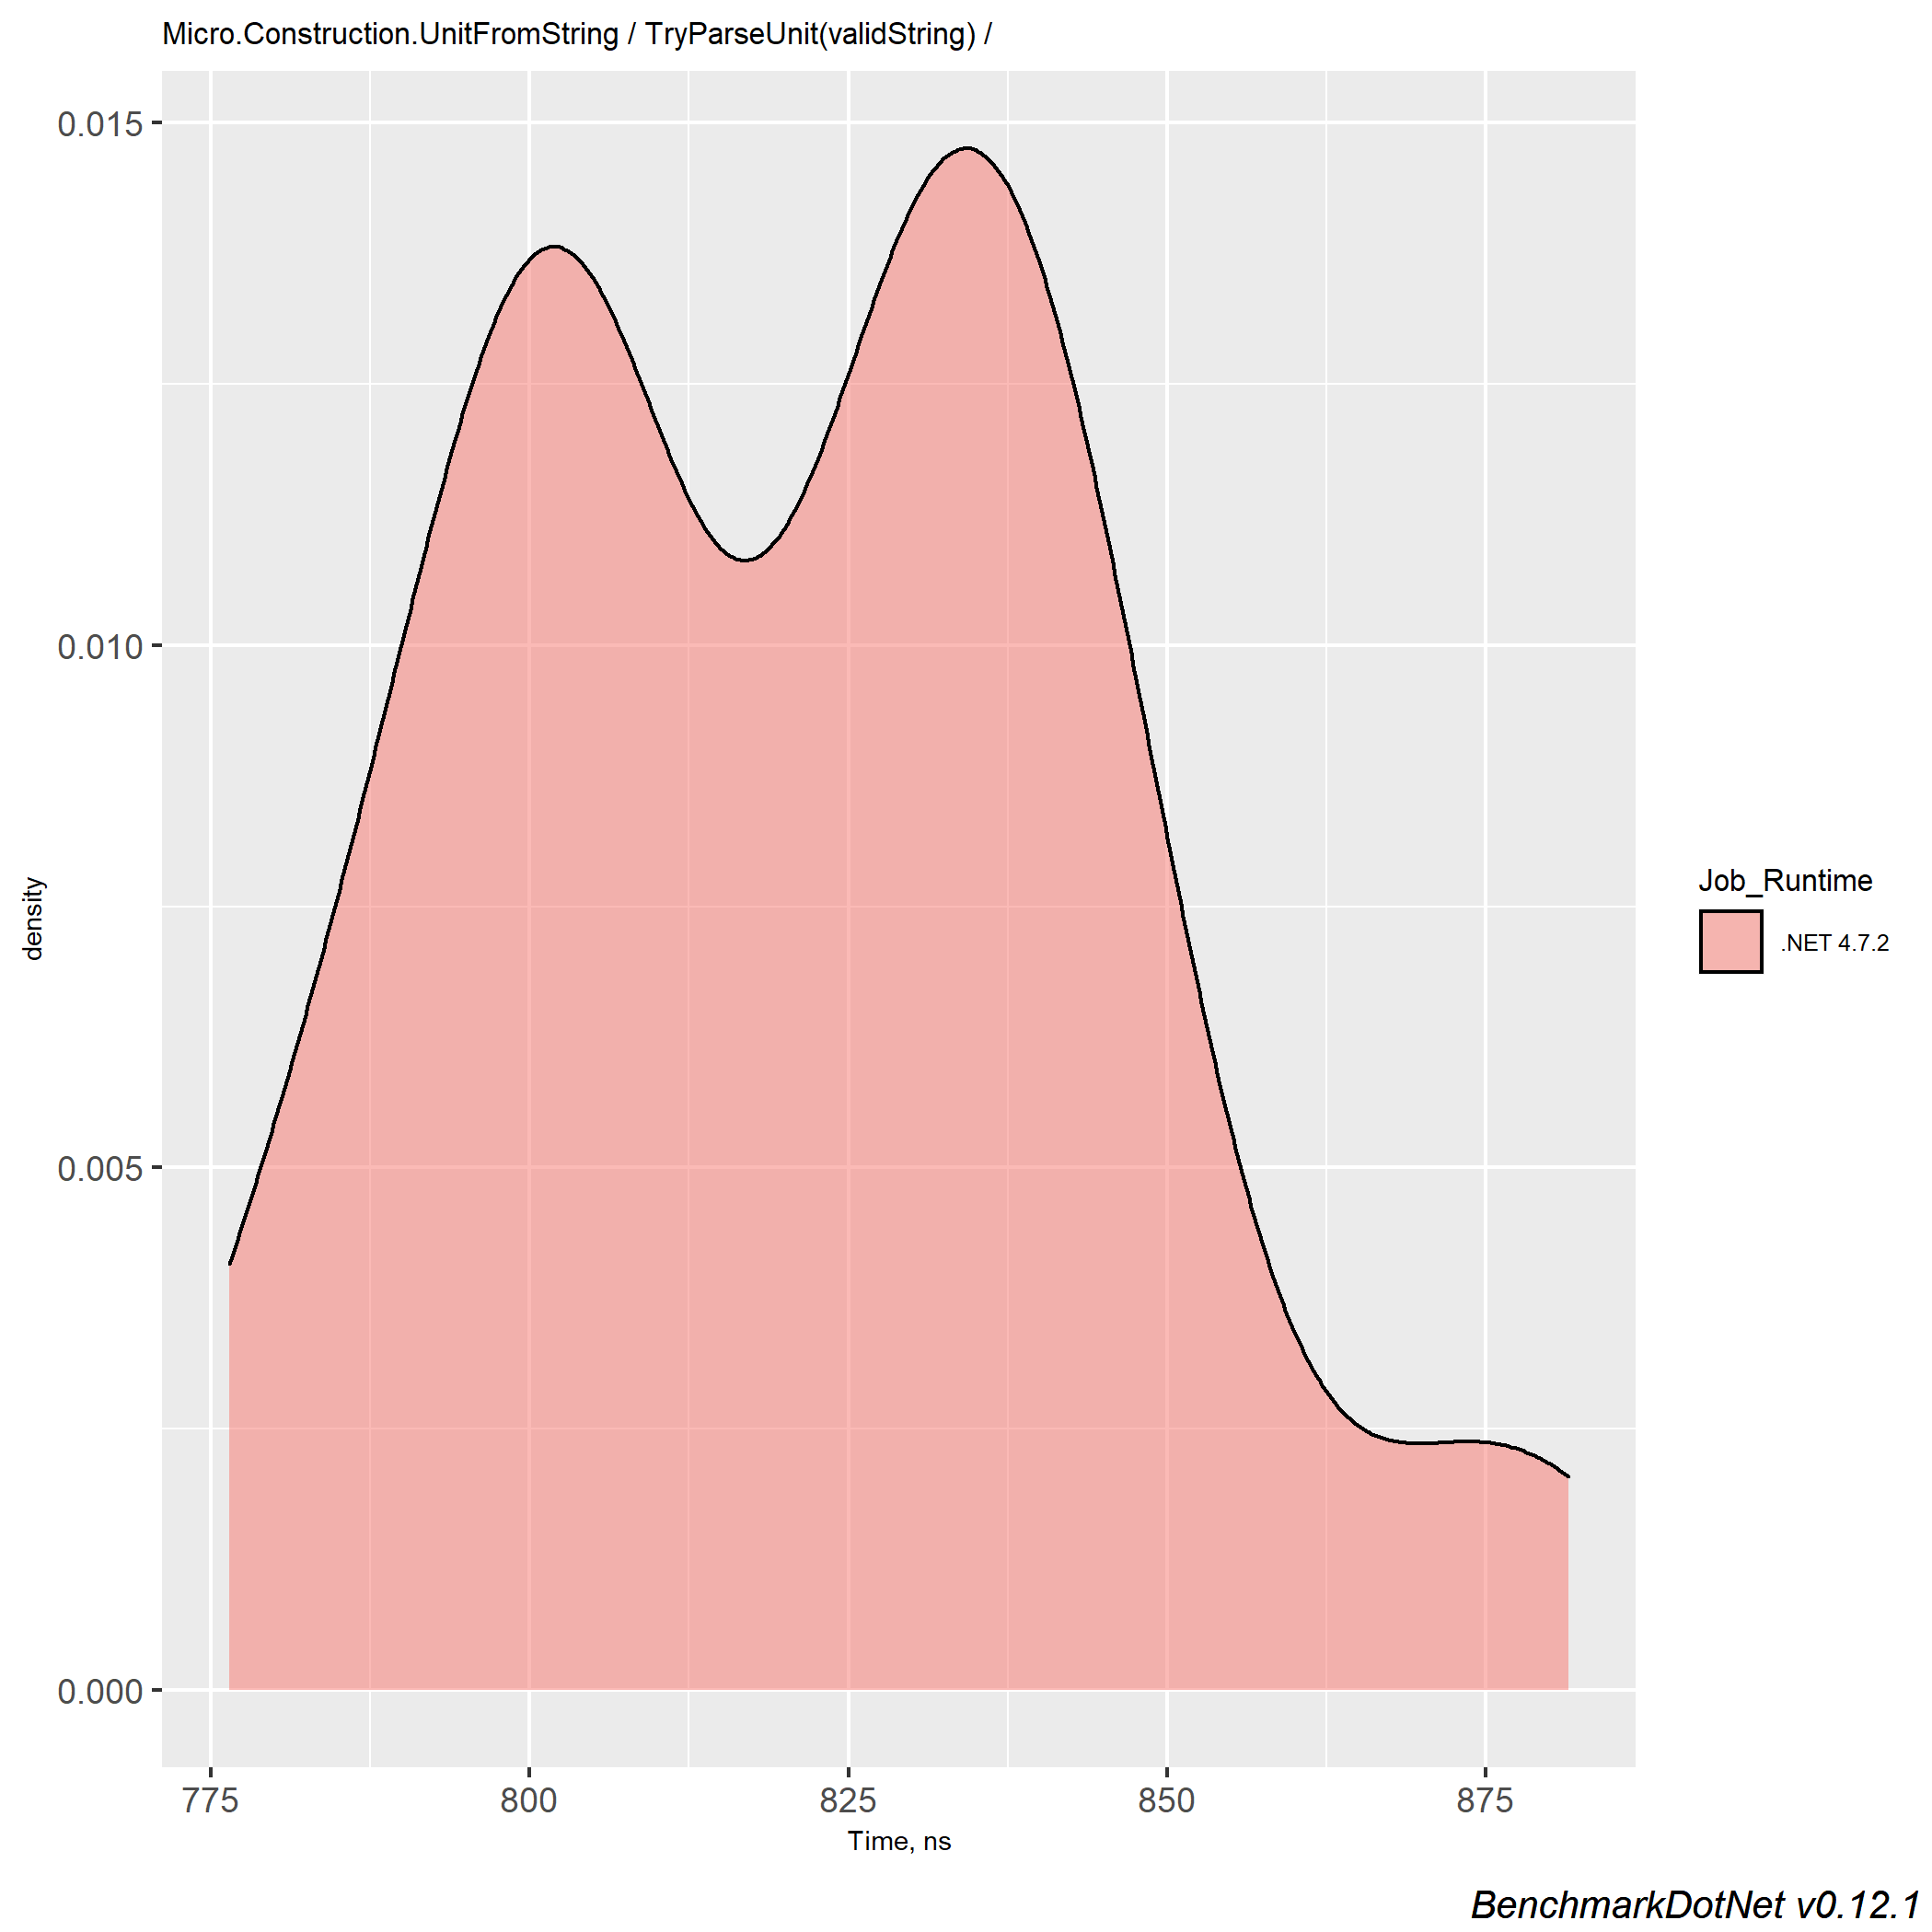 Micro.Construction.UnitFromString / TryParseUnit(validString) /
0.015
0.010
0.005
0.000
density
775 800 825 850 875
Time, ns
Job_Runtime
.NET 4.7.2
BenchmarkDotNet v0.12.1